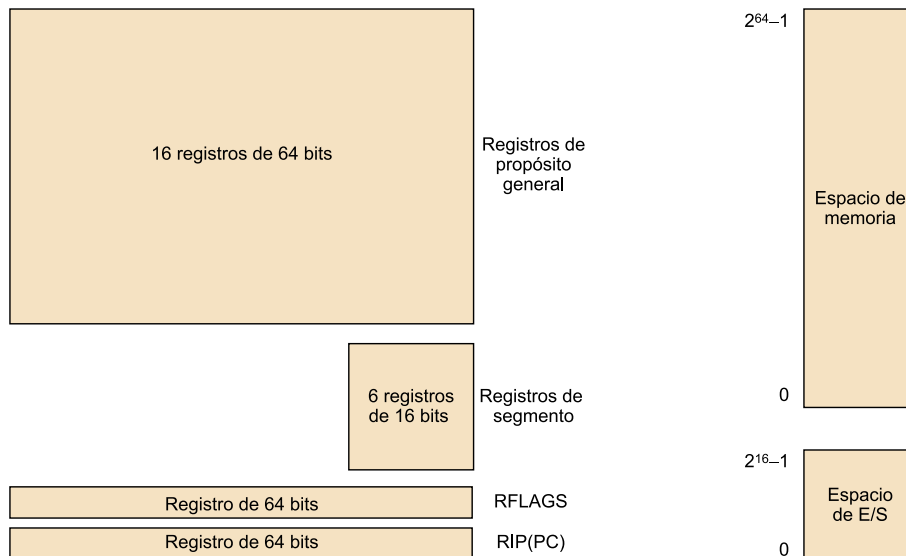 16 registros de 64 bits
Registros de
propósito
general
6 registros
de 16 bits
Registros de
segmento
Registro de 64 bits
RFLAGS
Registro de 64 bits
RIP(PC)
2⁶⁴–1
Espacio de
memoria
0
2¹⁶–1
Espacio
de E/S
0